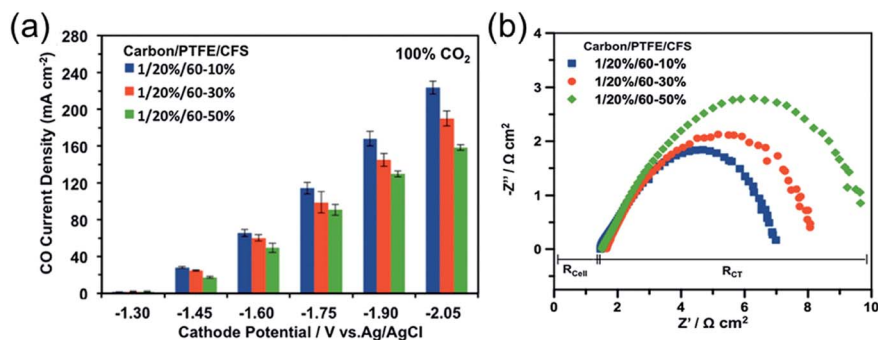 (a)
Carbon/PTFE/CFS
1/20%/60-10%
1/20%/60-30%
1/20%/60-50%
100% CO2
CO Current Density (mA cm-2)
280
240
200
160
120
80
40
0
-1.30 -1.45 -1.60 -1.75 -1.90 -2.05
Cathode Potential / V vs.Ag/AgCl
(b)
Carbon/PTFE/CFS
1/20%/60-10%
1/20%/60-30%
1/20%/60-50%
-Z'' / Ω cm2
4
3
2
1
0
RCell
RCT
0 2 4 6 8 10
Z' / Ω cm2